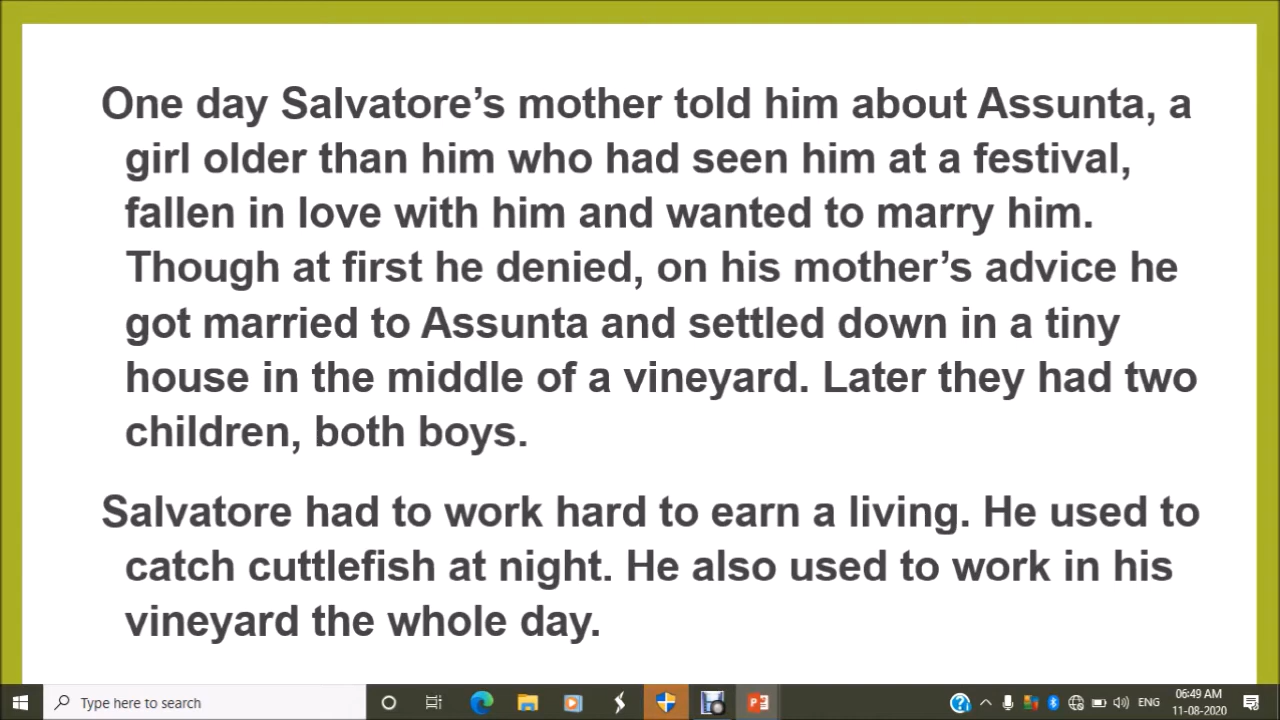 One day Salvatore’s mother told him about Assunta, a
girl older than him who had seen him at a festival,
fallen in love with him and wanted to marry him.
Though at first he denied, on his mother’s advice he
got married to Assunta and settled down in a tiny
house in the middle of a vineyard. Later they had two
children, both boys.
Salvatore had to work hard to earn a living. He used to
catch cuttlefish at night. He also used to work in his
vineyard the whole day.
Type here to search
ENG
06:49 AM
11-08-2020